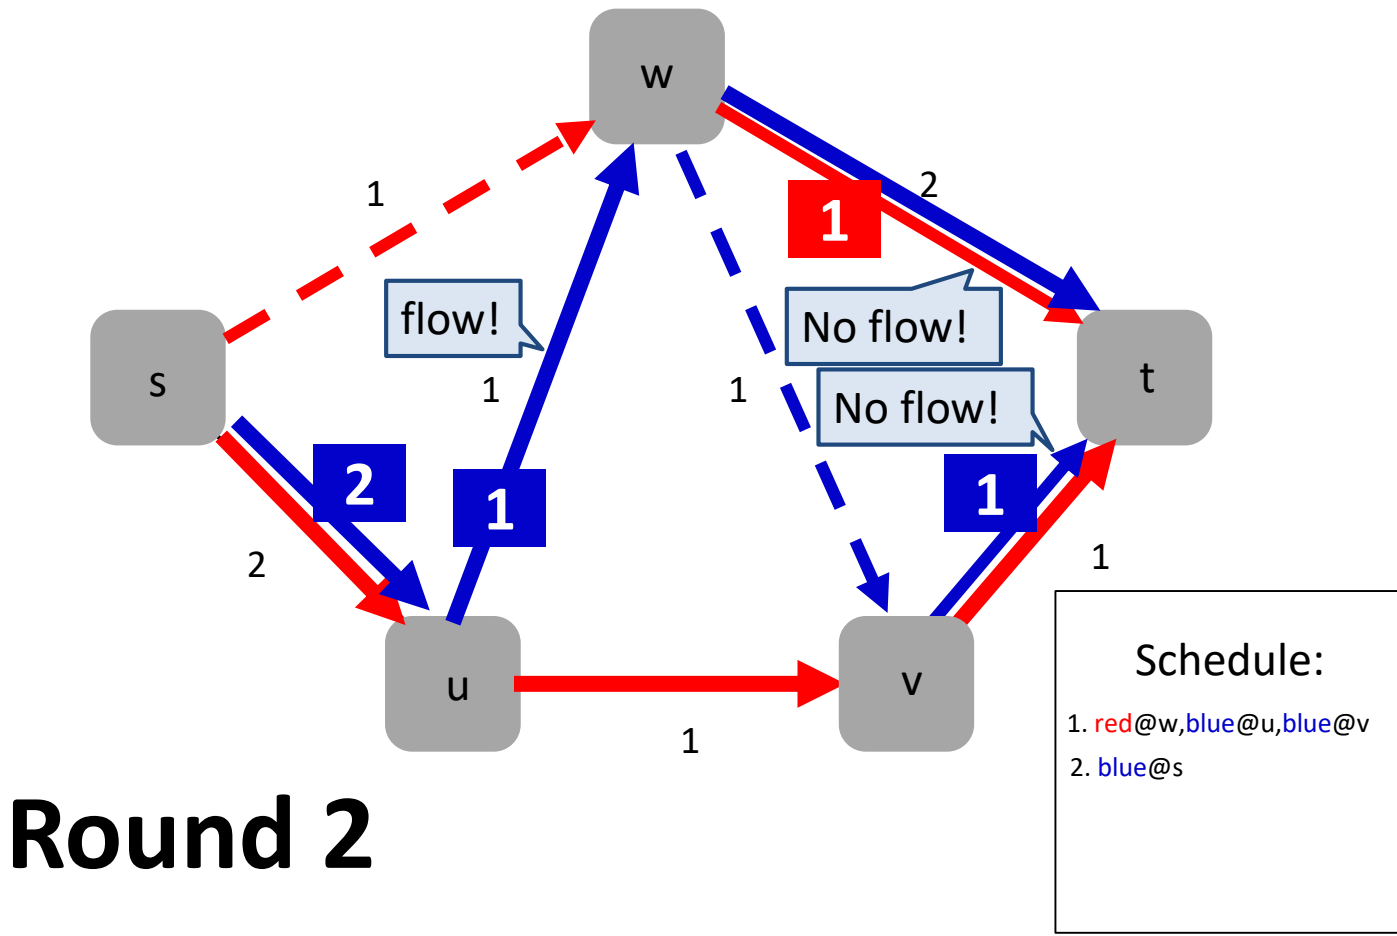 w
1
2
1
flow!
No flow!
s
1
1
t
No flow!
2
1
1
2
1
u
v
1
Schedule:
1. red@w,blue@u,blue@v
2. blue@s
Round 2